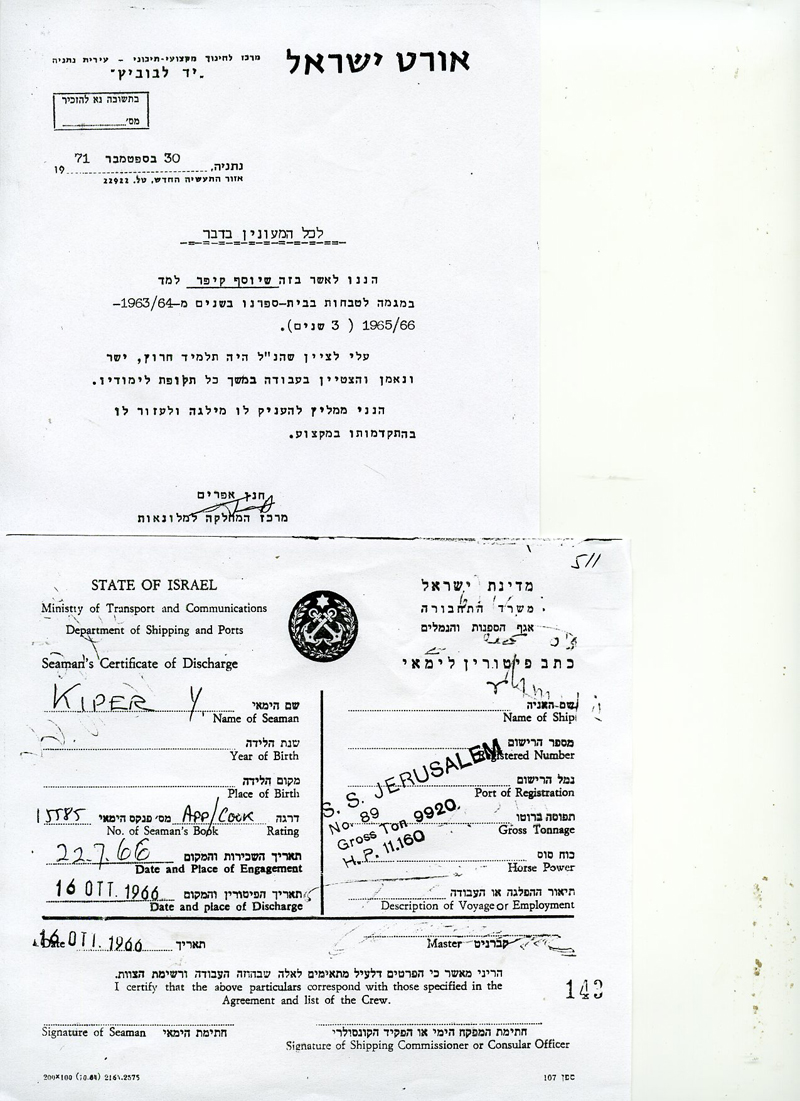 אורט ישראל
מרכז לחינוך מקצועי-תיכוני - עירית נתניה
"יד לבוביץ"
בתשובה נא להזכיר
מס'
נתניה, 30 בספטמבר 1971
אזור התעשיה החדש, טל. 22922
לכל המעונין בדבר
הננו לאשר בזה שיוסף קיפר למד
במגמה לטבחות בבית-ספרנו בשנים מ-1963/64-
1965/66 ( 3 שנים).
עלי לציין שהנ"ל היה תלמיד חרוץ, ישר
ונאמן והצטיין בעבודה במשך כל תקופת לימודיו.
הנני ממליץ להעניק לו מילגה ולעזור לו
בהתקדמותו במקצוע.
חנן אפרים
מרכז המחלקה למלונאות
511
STATE OF ISRAEL
Ministry of Transport and Communications
Department of Shipping and Ports
Seaman's Certificate of Discharge
מדינת ישראל
משרד התחבורה
אגף הספנות והנמלים
כתב פיטורין לימאי
KIPER Y. שם הימאי
Name of Seaman
שנת הלידה
Year of Birth
מקום הלידה
Place of Birth
15585 מס' פנקס הימאי App/Cook דרגה
No. of Seaman's Book Rating
22.7.66 תאריך השכירות והמקום
Date and Place of Engagement
16 OTT. 1966 תאריך הפיטורין והמקום
Date and place of Discharge
שם האניה
Name of Ship
מספר הרישום
Registered Number
נמל הרישום
Port of Registration
תפוסה ברוטו
Gross Tonnage
כוח סוס
Horse Power
תיאור ההפלגה או העבודה
Description of Voyage or Employment
S. S. JERUSALEM
No. 89
Gross Ton 9920.
H. P. 11.160
Date 16 OTT. 1966 תאריך
Master קברניט
הריני מאשר כי הפרטים דלעיל מתאימים לאלה שבחוזה העבודה ורשימת הצוות.
I certify that the above particulars correspond with those specified in the
Agreement and list of the Crew.
143
Signature of Seaman חתימת הימאי
חתימת המפקח הימי או הפקיד הקונסולרי
Signature of Shipping Commissioner or Consular Officer
107 ספן